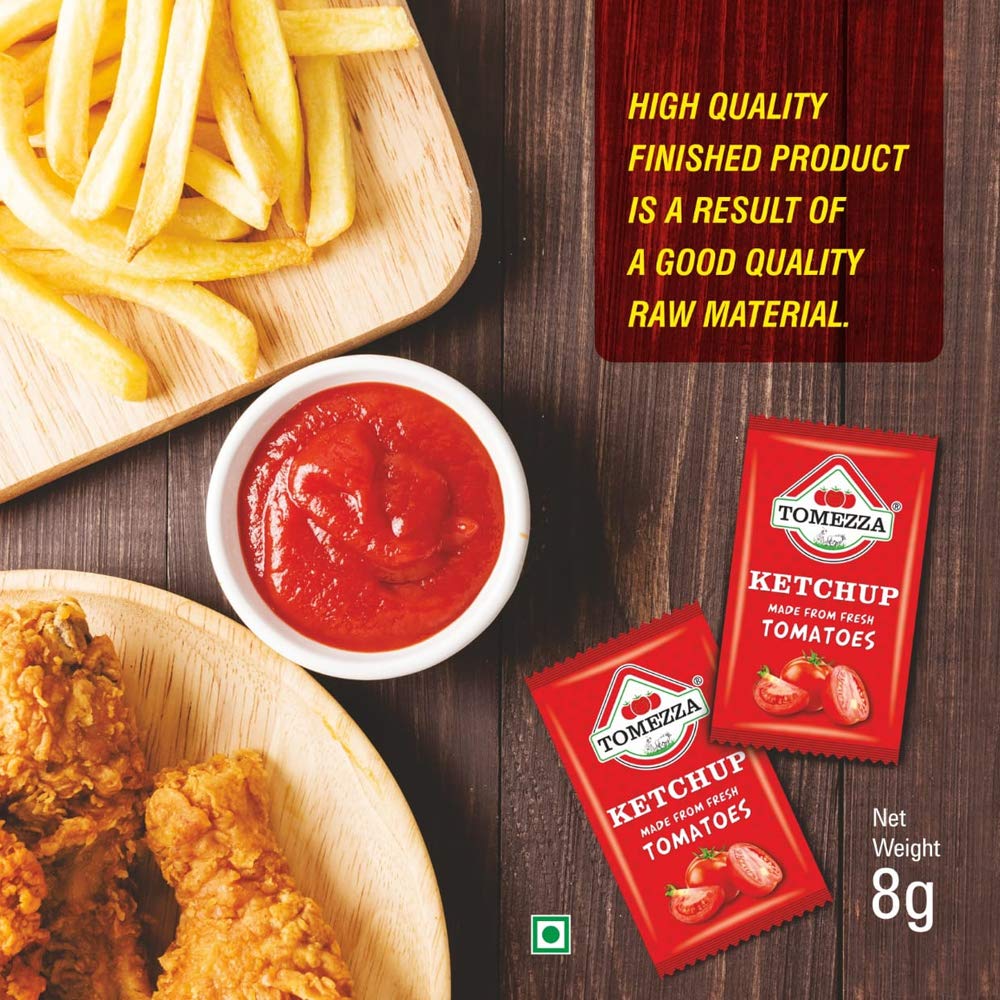 HIGH QUALITY
FINISHED PRODUCT
IS A RESULT OF
A GOOD QUALITY
RAW MATERIAL.
TOMEZZA®
KETCHUP
MADE FROM FRESH
TOMATOES
TOMEZZA®
KETCHUP
MADE FROM FRESH
TOMATOES
Net
Weight
8g